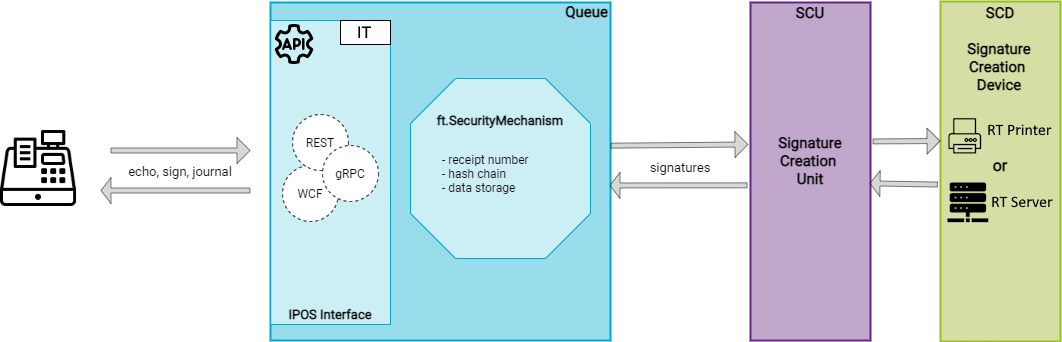 Queue
SCU
SCD
API
IT
Signature
Creation
Device
ft.SecurityMechanism
REST
gRPC
WCF
- receipt number
- hash chain
- data storage
echo, sign, journal
signatures
Signature
Creation
Unit
RT Printer
or
RT Server
IPOS Interface